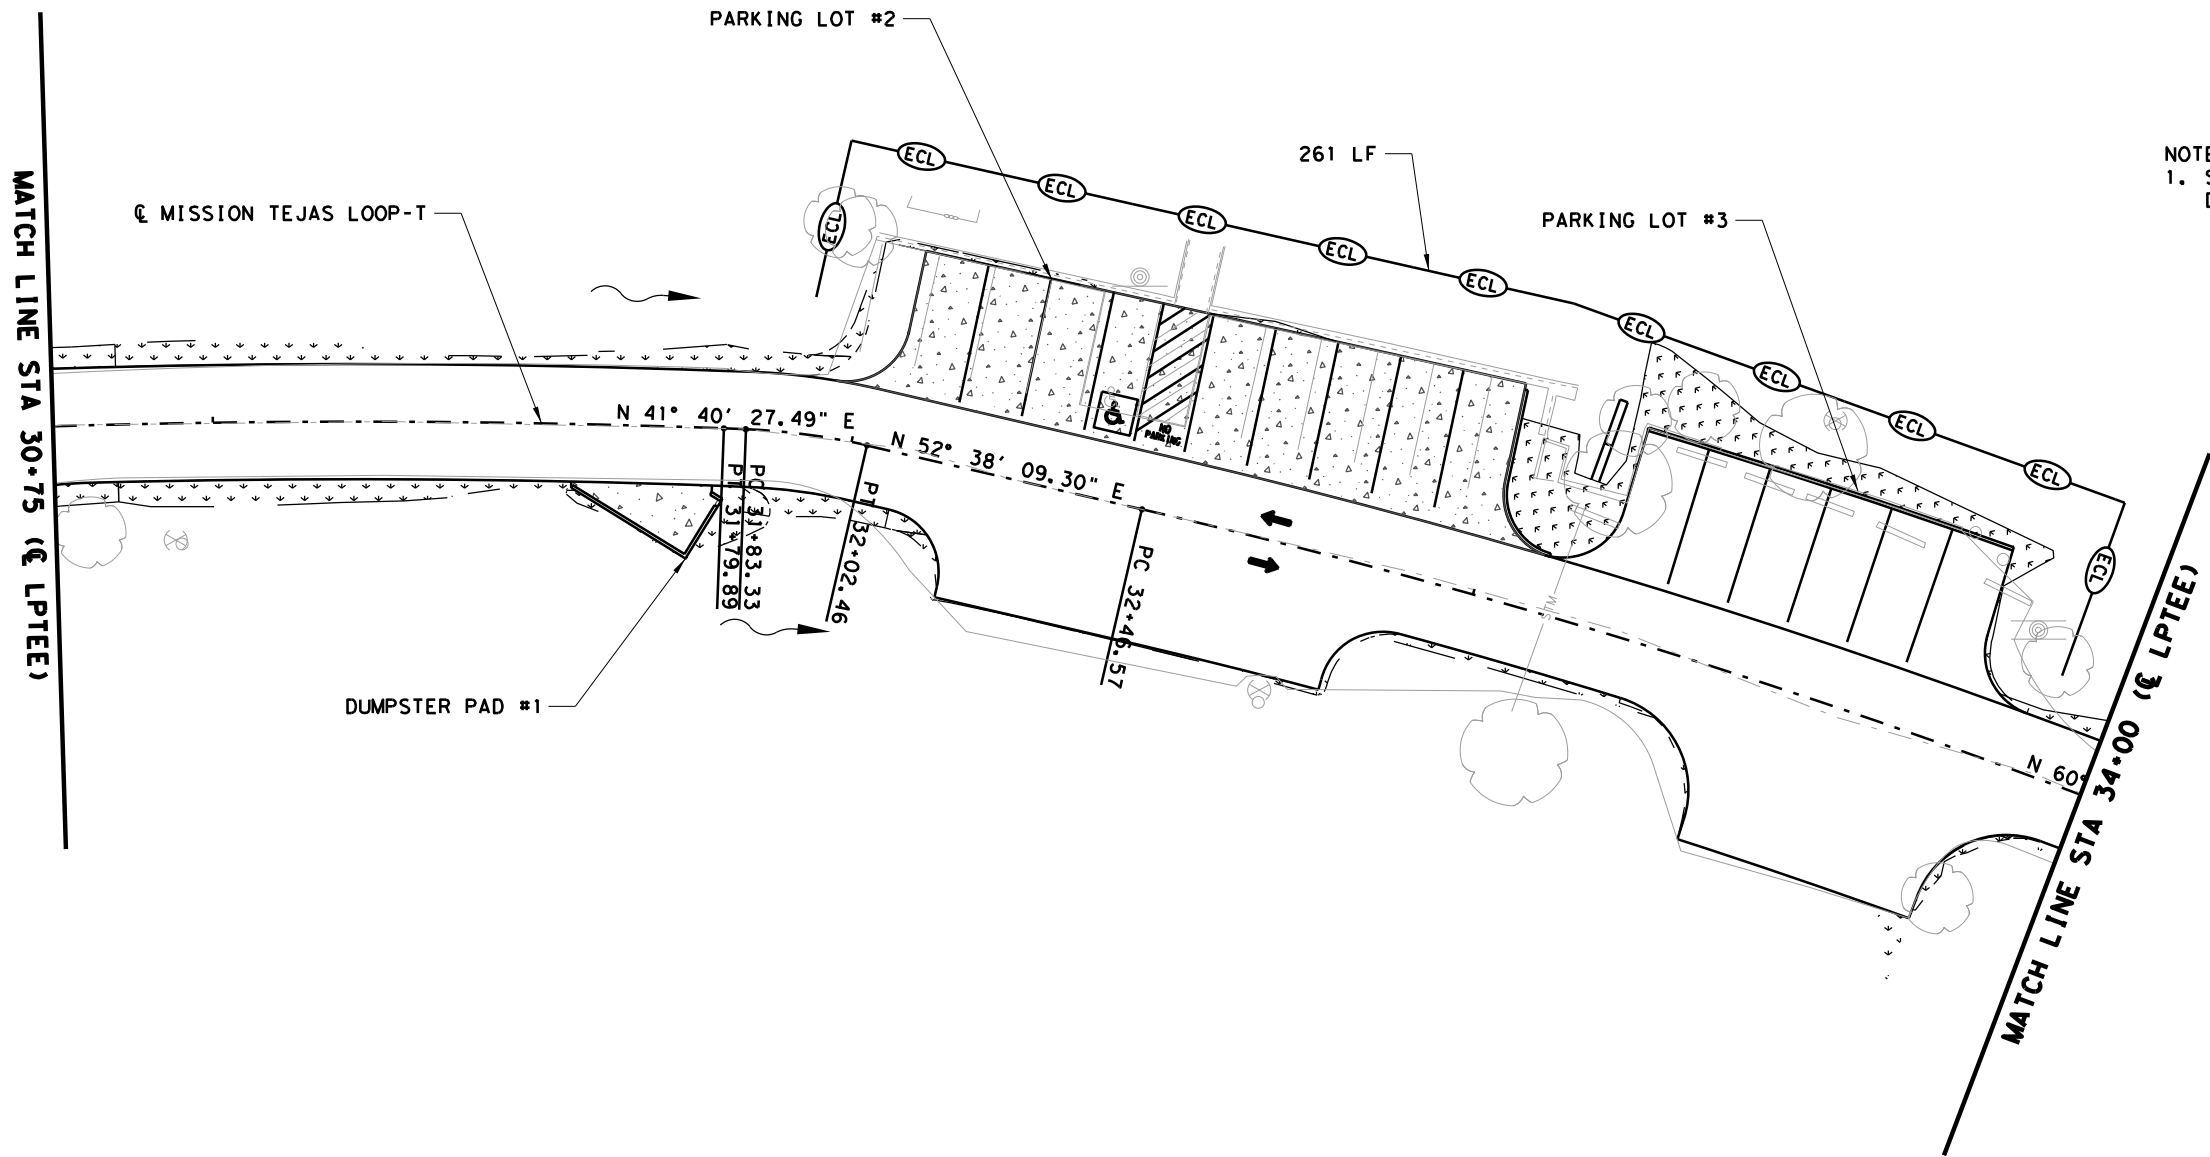 PARKING LOT #2
261 LF
NOTE
1. S
PARKING LOT #3
℄ MISSION TEJAS LOOP-T
MATCH LINE STA 30+75 (℄ LPTEE)
ECL
ECL
ECL
ECL
ECL
ECL
ECL
ECL
ECL
ECL
ECL
N 41° 40' 27.49" E
N 52° 38' 09.30" E
NO
PARKING
PT 31+79.89
PC 31+83.33
PT 32+02.46
PC 32+46.57
STM
DUMPSTER PAD #1
N 60°
MATCH LINE STA 34+00 (℄ LPTEE)